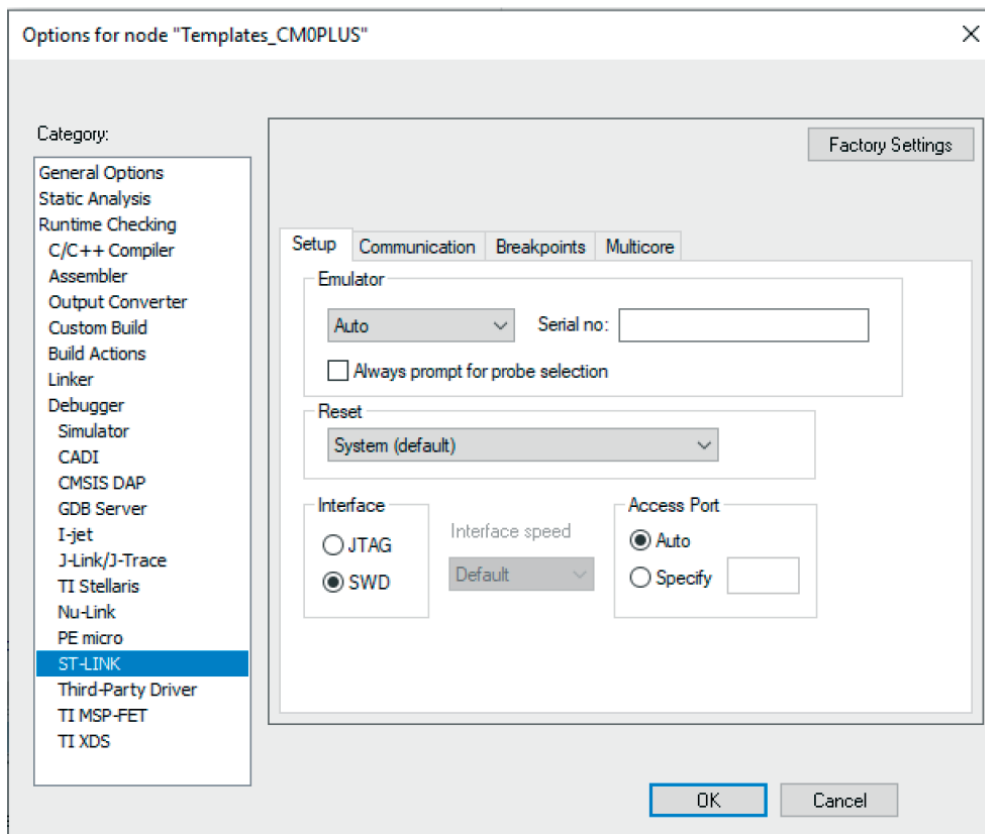 Options for node "Templates_CM0PLUS"
Category:
Factory Settings
General Options
Static Analysis
Runtime Checking
C/C++ Compiler
Assembler
Output Converter
Custom Build
Build Actions
Linker
Debugger
Simulator
CADI
CMSIS DAP
GDB Server
I-jet
J-Link/J-Trace
TI Stellaris
Nu-Link
PE micro
ST-LINK
Third-Party Driver
TI MSP-FET
TI XDS
Setup Communication Breakpoints Multicore
Emulator
Auto Serial no:
Always prompt for probe selection
Reset
System (default)
Interface
JTAG
SWD
Interface speed
Default
Access Port
Auto
Specify
OK Cancel